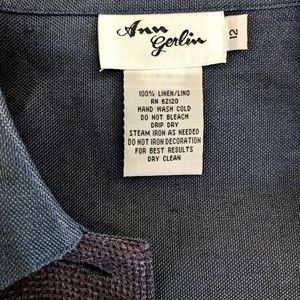 Ann
Gerlin
12
100% LINEN/LINO
RN 62120
HAND WASH COLD
DO NOT BLEACH
DRIP DRY
STEAM IRON AS NEEDED
DO NOT IRON DECORATION
FOR BEST RESULTS
DRY CLEAN